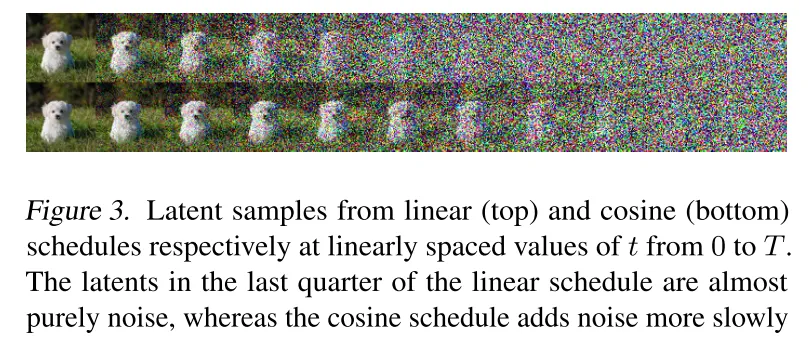 Figure 3. Latent samples from linear (top) and cosine (bottom)
schedules respectively at linearly spaced values of t from 0 to T.
The latents in the last quarter of the linear schedule are almost
purely noise, whereas the cosine schedule adds noise more slowly